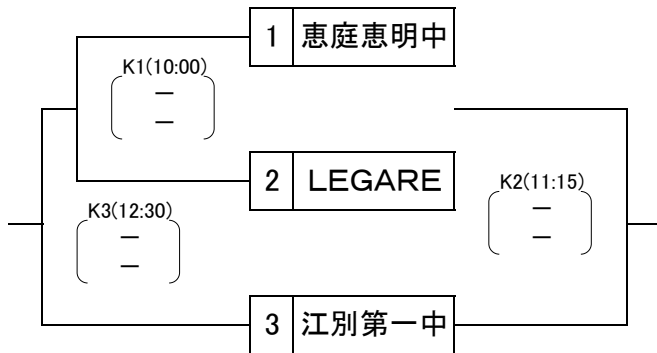 1 恵庭恵明中
K1(10:00)
－
－
2 ＬＥＧＡＲＥ
K2(11:15)
－
－
K3(12:30)
－
－
3 江別第一中